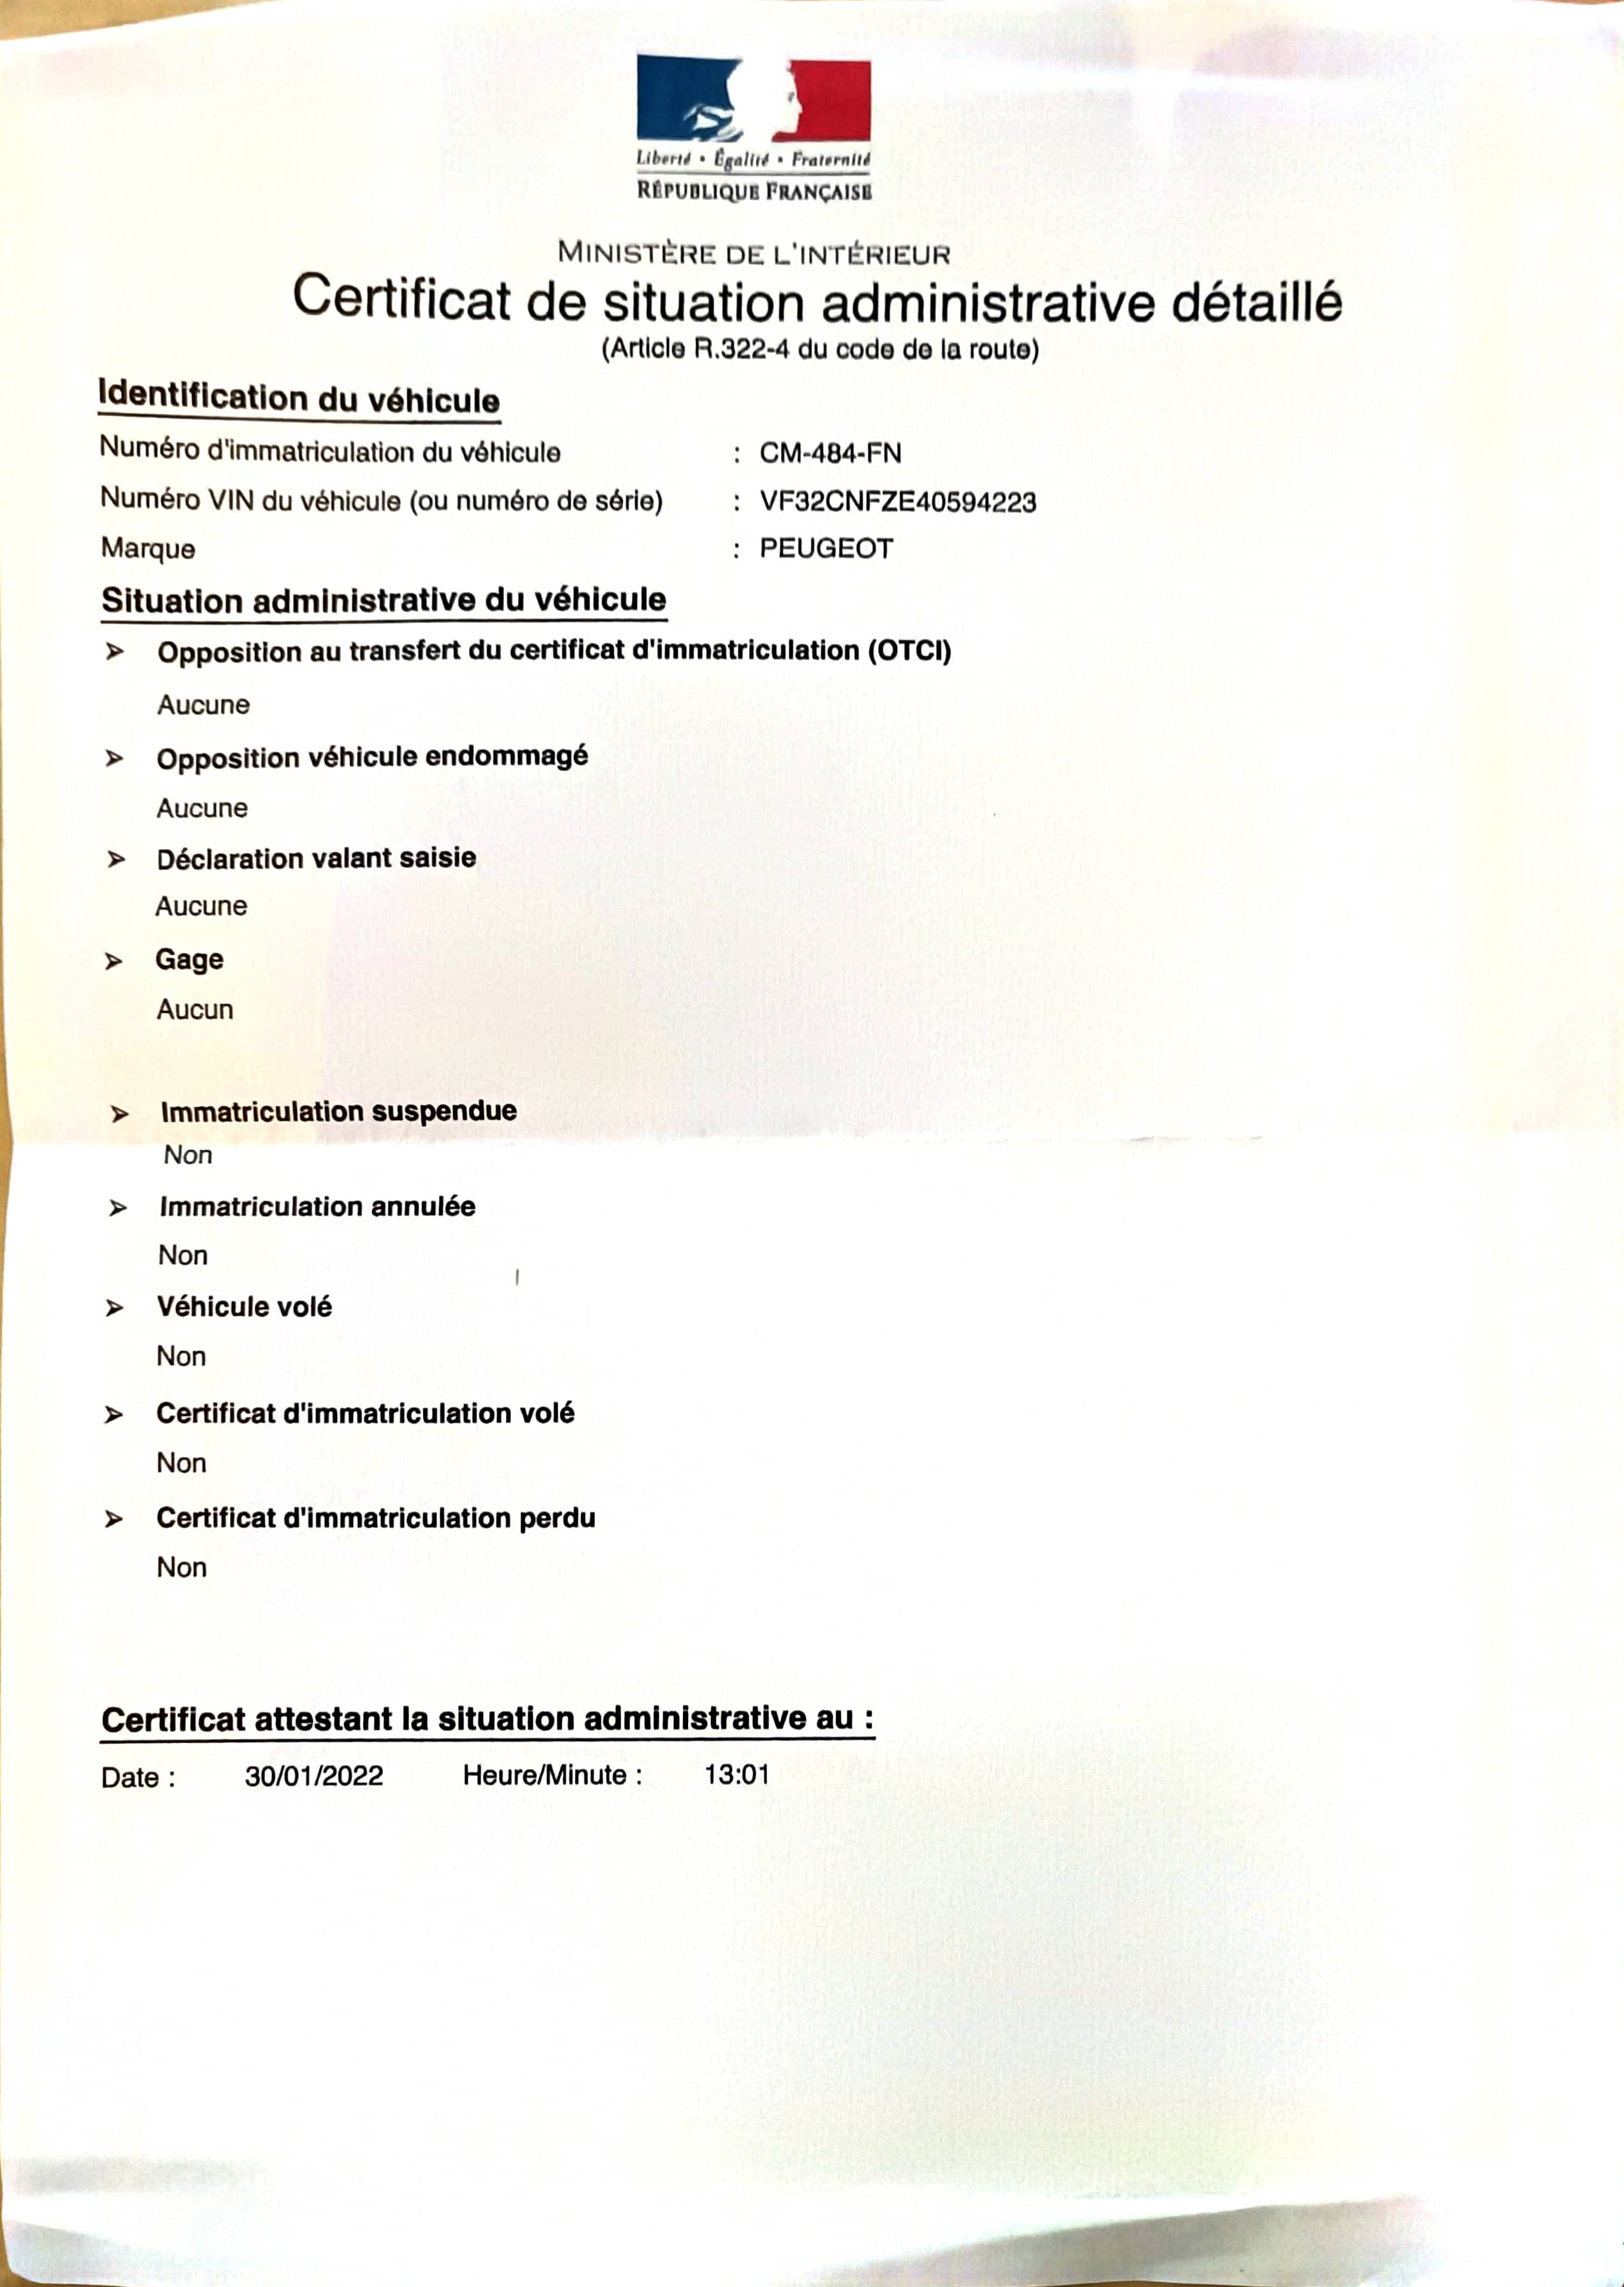 Liberté • Égalité • Fraternité
RÉPUBLIQUE FRANÇAISE
MINISTÈRE DE L'INTÉRIEUR
Certificat de situation administrative détaillé
(Article R.322-4 du code de la route)
Identification du véhicule
Numéro d'immatriculation du véhicule : CM-484-FN
Numéro VIN du véhicule (ou numéro de série) : VF32CNFZE40594223
Marque : PEUGEOT
Situation administrative du véhicule
➤ Opposition au transfert du certificat d'immatriculation (OTCI)
Aucune
➤ Opposition véhicule endommagé
Aucune
➤ Déclaration valant saisie
Aucune
➤ Gage
Aucun
➤ Immatriculation suspendue
Non
➤ Immatriculation annulée
Non
➤ Véhicule volé
Non
➤ Certificat d'immatriculation volé
Non
➤ Certificat d'immatriculation perdu
Non
Certificat attestant la situation administrative au :
Date : 30/01/2022 Heure/Minute : 13:01